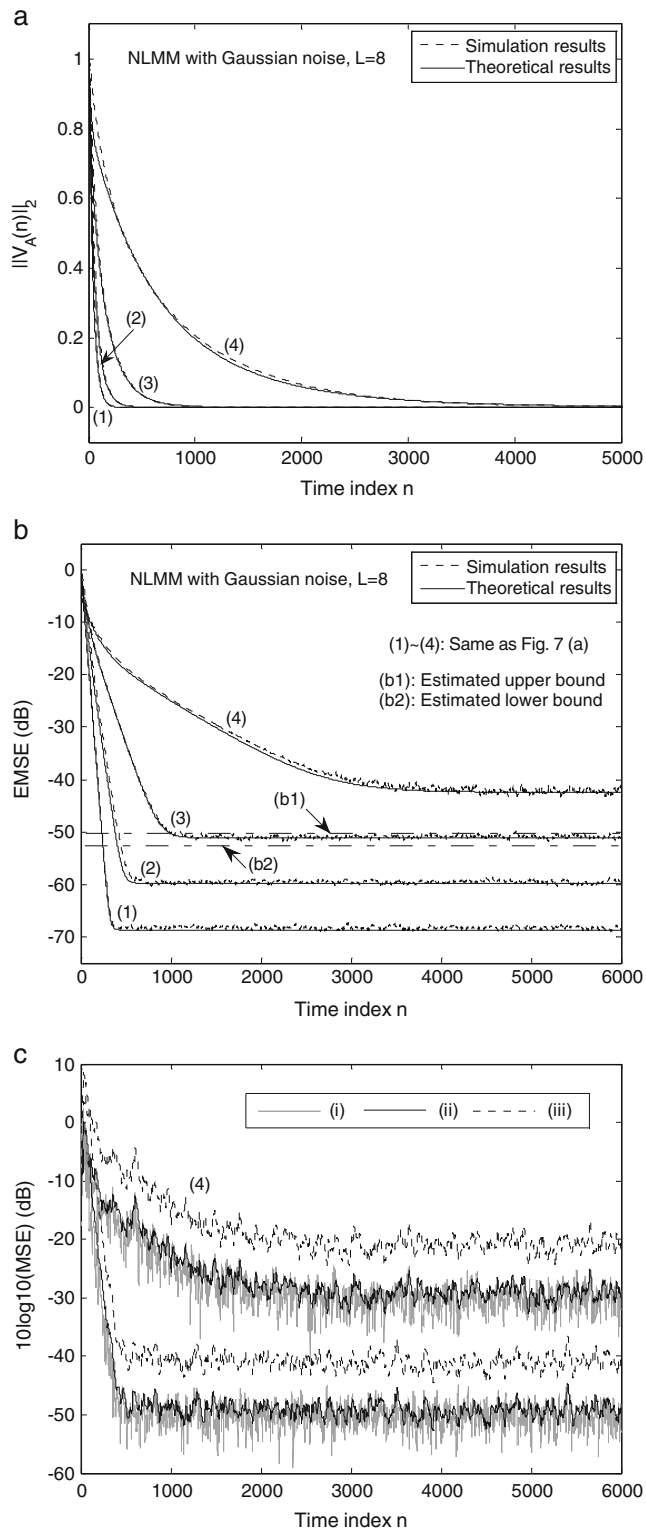 a
NLMM with Gaussian noise, L=8
Simulation results
Theoretical results
1
0.8
0.6
0.4
0.2
0
||V_A(n)||_2
(2)
(4)
(3)
(1)
0 1000 2000 3000 4000 5000
Time index n
b
NLMM with Gaussian noise, L=8
Simulation results
Theoretical results
(1)~(4): Same as Fig. 7 (a)
(b1): Estimated upper bound
(b2): Estimated lower bound
0
-10
-20
-30
-40
-50
-60
-70
EMSE (dB)
(4)
(b1)
(3)
(b2)
(2)
(1)
0 1000 2000 3000 4000 5000 6000
Time index n
c
(i) (ii) (iii)
10
0
-10
-20
-30
-40
-50
-60
10log10(MSE) (dB)
(4)
0 1000 2000 3000 4000 5000 6000
Time index n